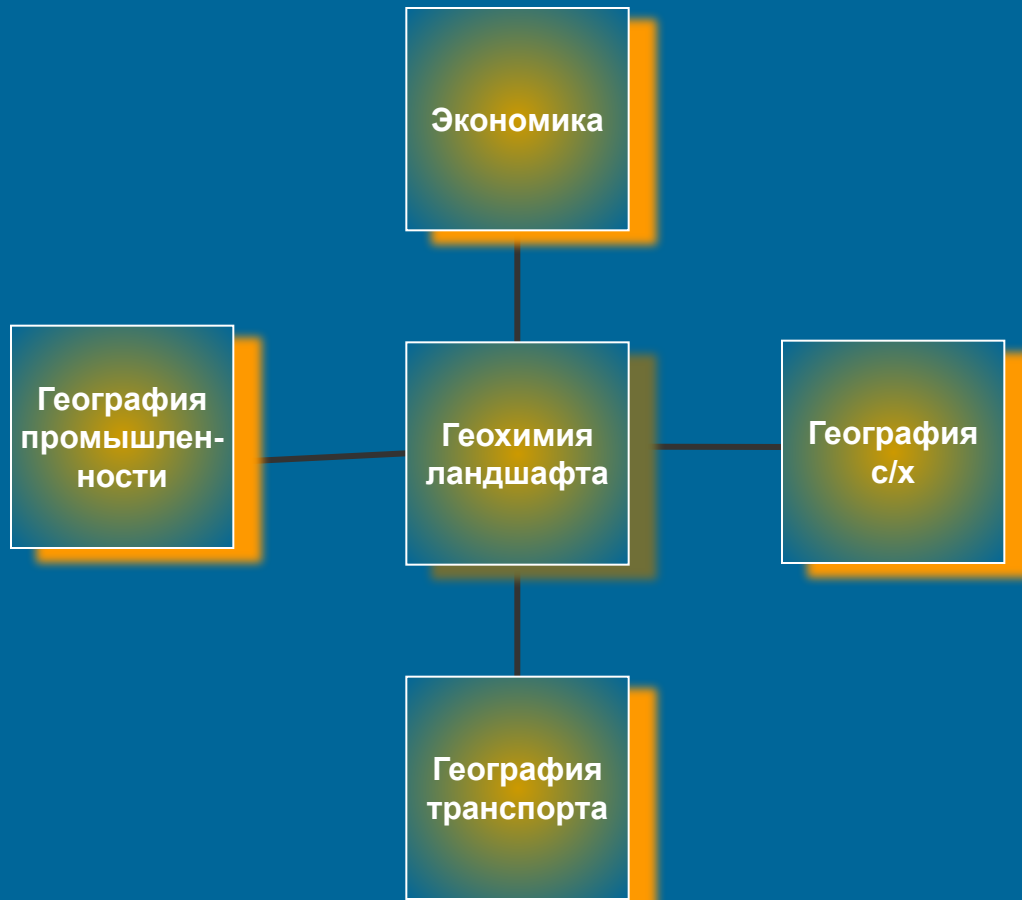 Экономика
География
промышлен-
ности
Геохимия
ландшафта
География
с/х
География
транспорта